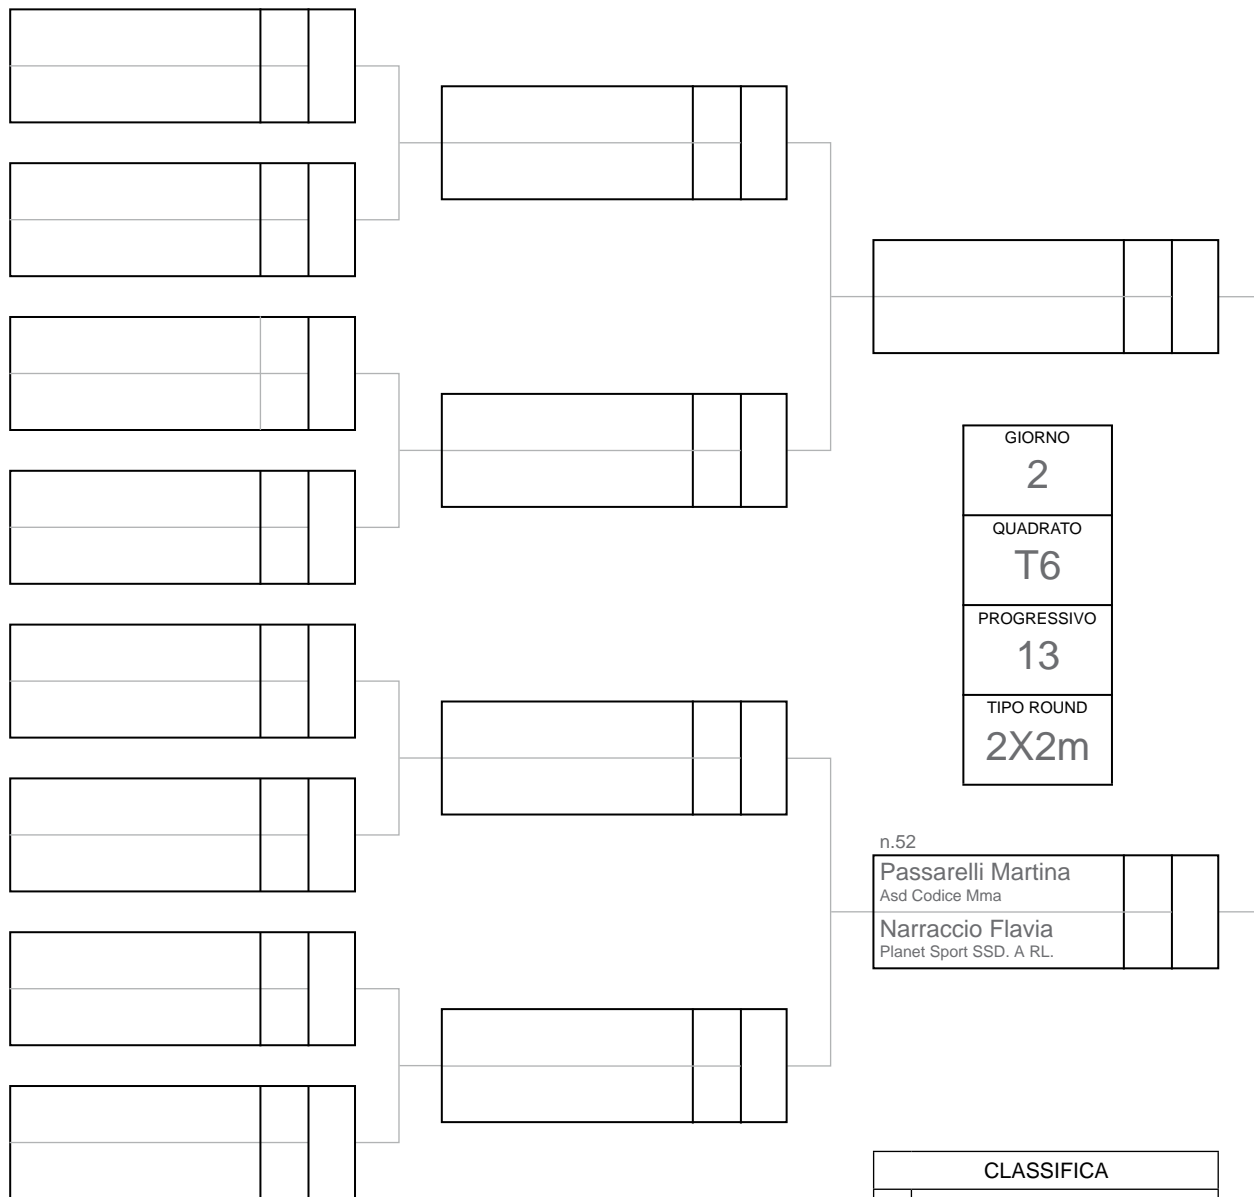 GIORNO
2
QUADRATO
T6
PROGRESSIVO
13
TIPO ROUND
2X2m
n.52
Passarelli Martina
Asd Codice Mma
Narraccio Flavia
Planet Sport SSD. A RL.
CLASSIFICA